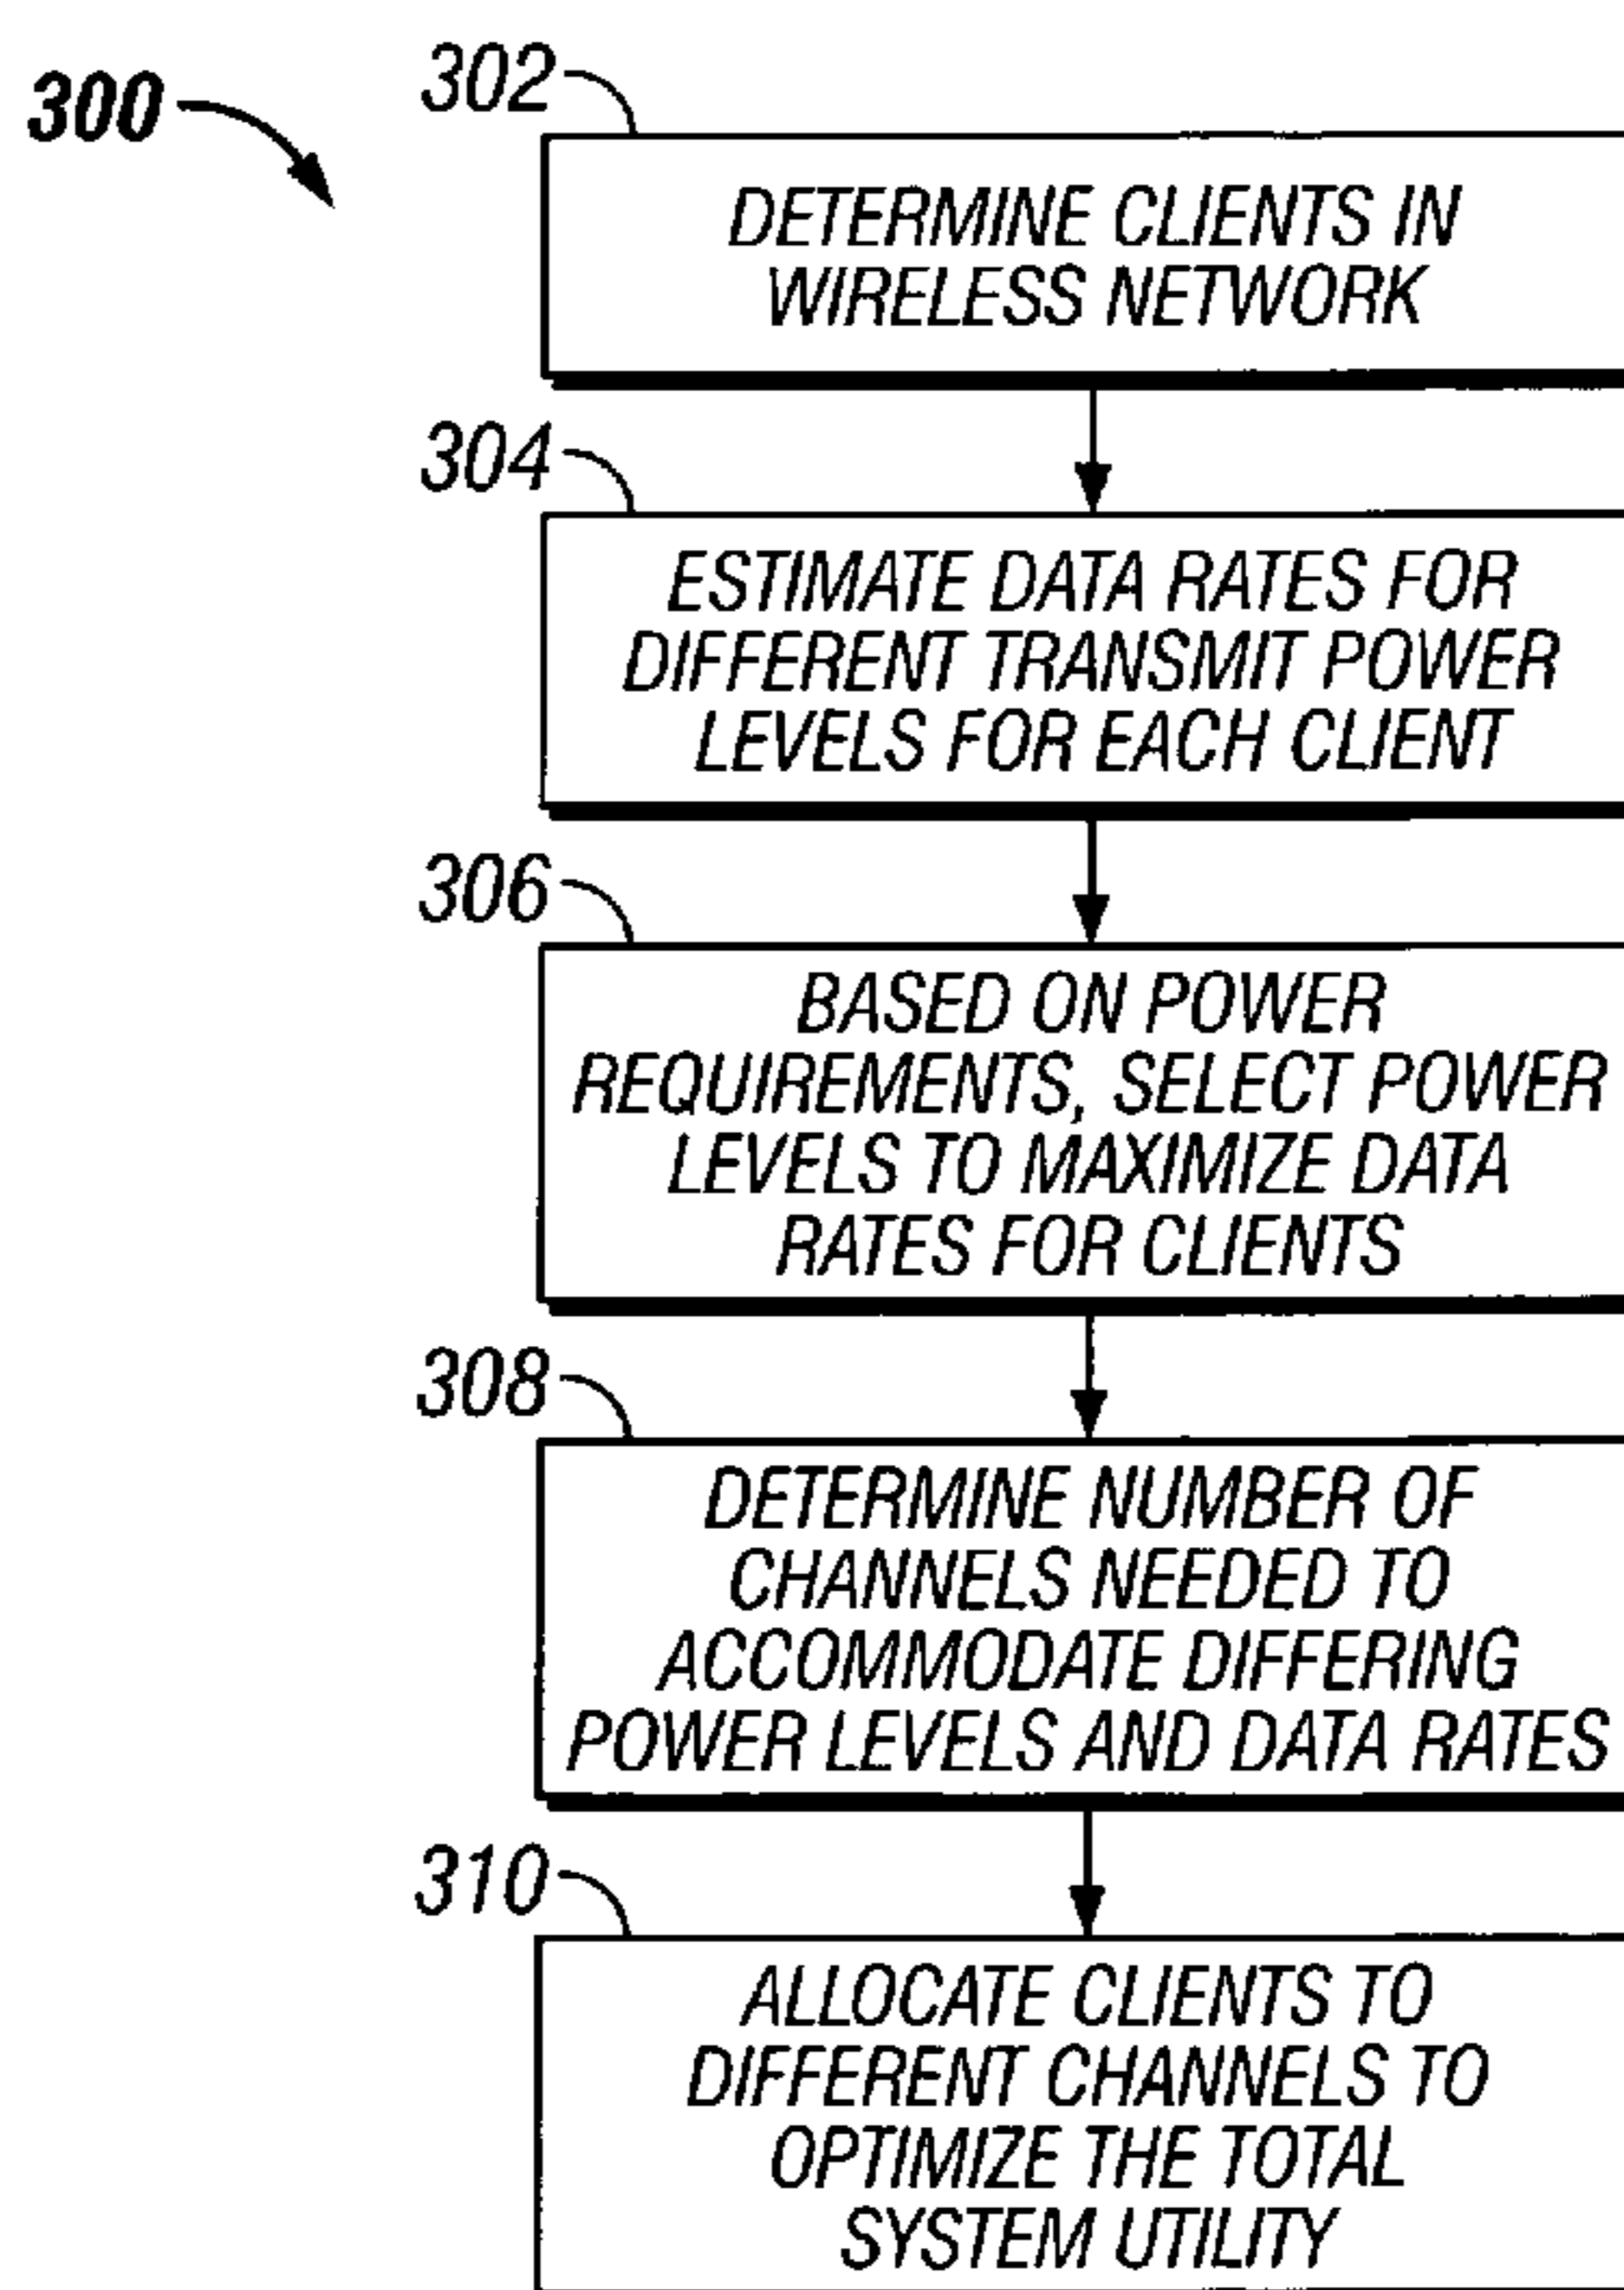 300
302
DETERMINE CLIENTS IN
WIRELESS NETWORK
304
ESTIMATE DATA RATES FOR
DIFFERENT TRANSMIT POWER
LEVELS FOR EACH CLIENT
306
BASED ON POWER
REQUIREMENTS, SELECT POWER
LEVELS TO MAXIMIZE DATA
RATES FOR CLIENTS
308
DETERMINE NUMBER OF
CHANNELS NEEDED TO
ACCOMMODATE DIFFERING
POWER LEVELS AND DATA RATES
310
ALLOCATE CLIENTS TO
DIFFERENT CHANNELS TO
OPTIMIZE THE TOTAL
SYSTEM UTILITY